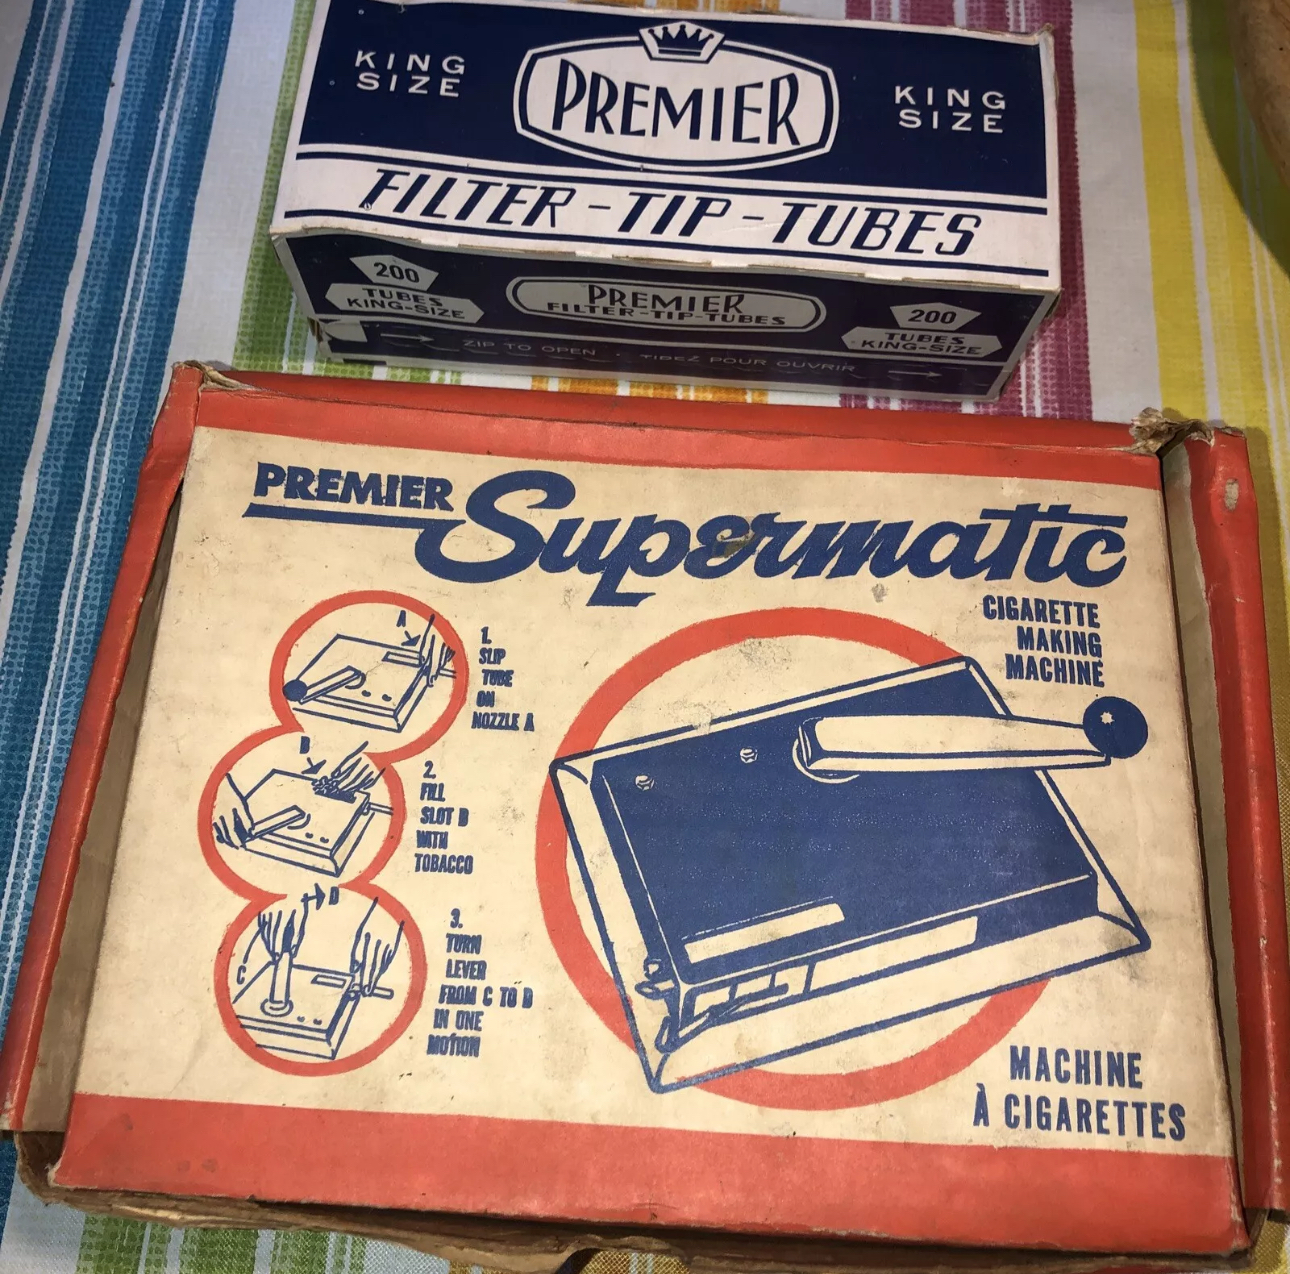 KING
SIZE
PREMIER
KING
SIZE
FILTER-TIP-TUBES
200
TUBES
KING-SIZE
PREMIER
FILTER-TIP-TUBES
200
TUBES
KING-SIZE
ZIP TO OPEN · TIREZ POUR OUVRIR
PREMIER Supermatic
CIGARETTE
MAKING
MACHINE
A
1.
SLIP
TUBE
ON
NOZZLE A
B
2.
FILL
SLOT B
WITH
TOBACCO
D
C
3.
TURN
LEVER
FROM C TO D
IN ONE
MOTION
MACHINE
À CIGARETTES